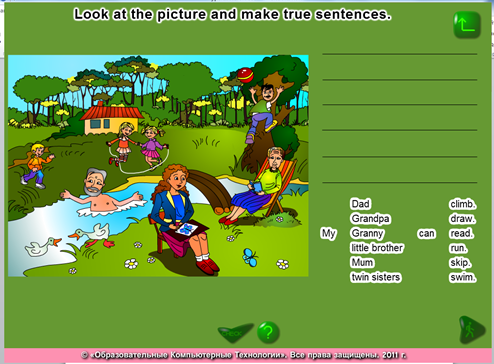 Look at the picture and make true sentences.
Dad climb.
Grandpa draw.
My Granny can read.
little brother run.
Mum skip.
twin sisters swim.
?
© «Образовательные Компьютерные Технологии». Все права защищены, 2011 г.